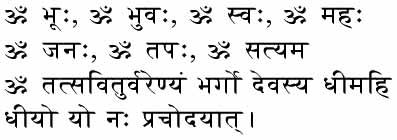 ॐ भूः, ॐ भुवः, ॐ स्वः, ॐ महः
ॐ जनः, ॐ तपः, ॐ सत्यम
ॐ तत्सवितुर्वरेण्यं भर्गो देवस्य धीमहि
धीयो यो नः प्रचोदयात् ।